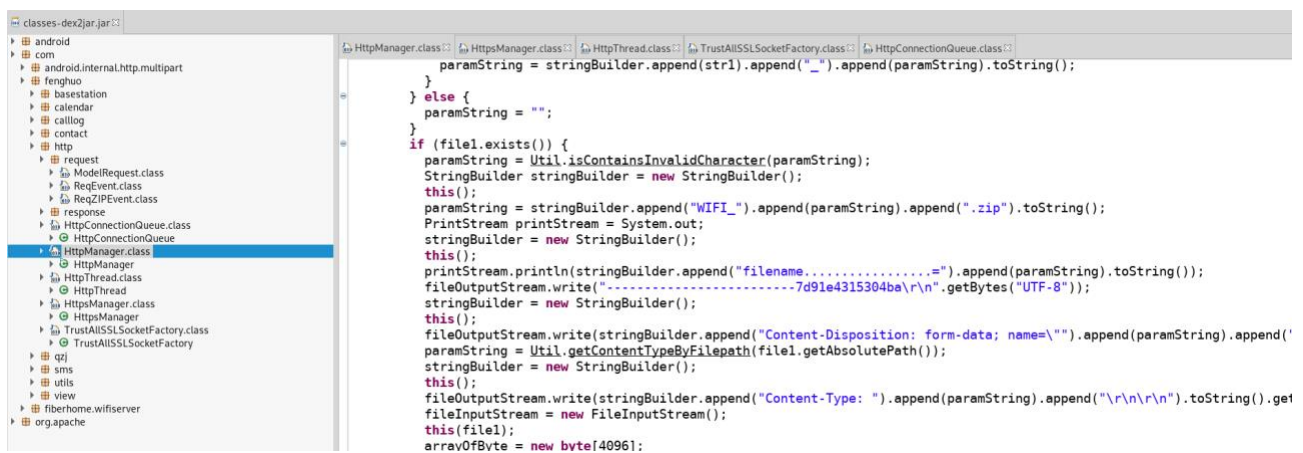 classes-dex2jar.jar
android
com
android.internal.http.multipart
fenghuo
basestation
calendar
calllog
contact
http
request
ModelRequest.class
ReqEvent.class
ReqZIPEvent.class
response
HttpConnectionQueue.class
HttpConnectionQueue
HttpManager.class
HttpManager
HttpThread.class
HttpThread
HttpsManager.class
HttpsManager
TrustAllSSLSocketFactory.class
TrustAllSSLSocketFactory
qzj
sms
utils
view
fiberhome.wifiserver
org.apache
HttpManager.class HttpsManager.class HttpThread.class TrustAllSSLSocketFactory.class HttpConnectionQueue.class
paramString = stringBuilder.append(str1).append("_").append(paramString).toString();
}
} else {
paramString = "";
}
if (file1.exists()) {
paramString = Util.isContainsInvalidCharacter(paramString);
StringBuilder stringBuilder = new StringBuilder();
this();
paramString = stringBuilder.append("WIFI_").append(paramString).append(".zip").toString();
PrintStream printStream = System.out;
stringBuilder = new StringBuilder();
this();
printStream.println(stringBuilder.append("filename.................=").append(paramString).toString());
fileOutputStream.write("-------------------------7d91e4315304ba\r\n".getBytes("UTF-8"));
stringBuilder = new StringBuilder();
this();
fileOutputStream.write(stringBuilder.append("Content-Disposition: form-data; name=\"").append(paramString).append('
paramString = Util.getContentTypeByFilepath(file1.getAbsolutePath());
stringBuilder = new StringBuilder();
this();
fileOutputStream.write(stringBuilder.append("Content-Type: ").append(paramString).append("\r\n\r\n").toString().get
fileInputStream = new FileInputStream();
this(file1);
arrayOfByte = new byte[4096];